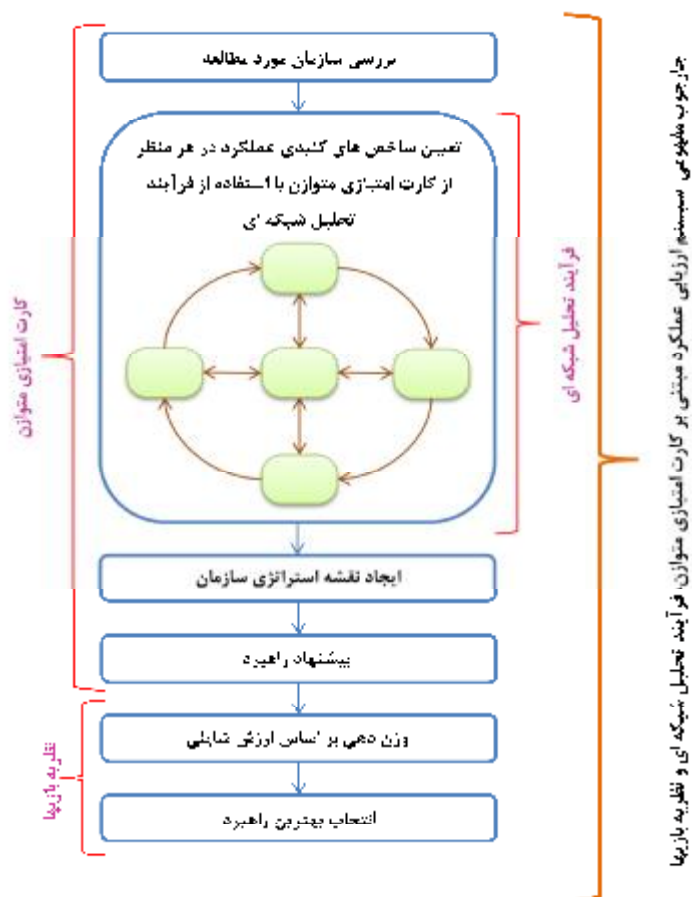 بررسی سازمان مورد مطالعه
تعیین شاخص های کلیدی عملکرد در هر منظر
از کارت امتیازی متوازن با استفاده از فرآیند
تحلیل شبکه ای
ایجاد نقشه استراتژی سازمان
پیشنهاد راهبرد
وزن دهی بر اساس ارزش شاپلی
انتخاب بهترین راهبرد
کارت امتیازی متوازن
نظریه بازیها
فرآیند تحلیل شبکه ای
چارچوب مفهومی سیستم ارزیابی عملکرد مبتنی بر کارت امتیازی متوازن، فرآیند تحلیل شبکه ای و نظریه بازیها